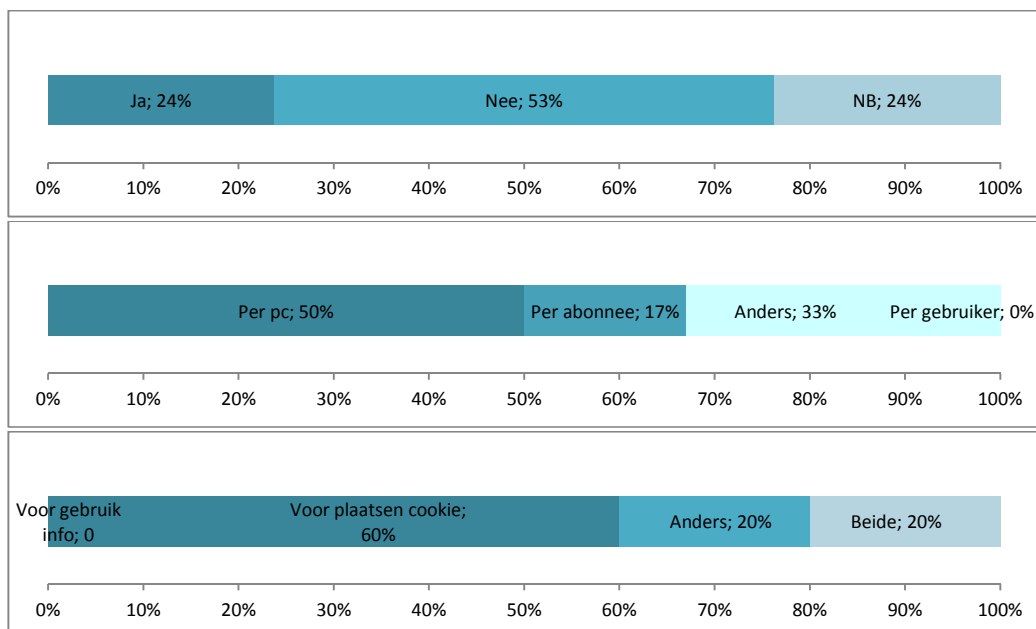 Ja; 24% Nee; 53% NB; 24%
0% 10% 20% 30% 40% 50% 60% 70% 80% 90% 100%
Per pc; 50% Per abonnee; 17% Anders; 33% Per gebruiker; 0%
0% 10% 20% 30% 40% 50% 60% 70% 80% 90% 100%
Voor gebruik info; 0
Voor plaatsen cookie; 60%
Anders; 20% Beide; 20%
0% 10% 20% 30% 40% 50% 60% 70% 80% 90% 100%